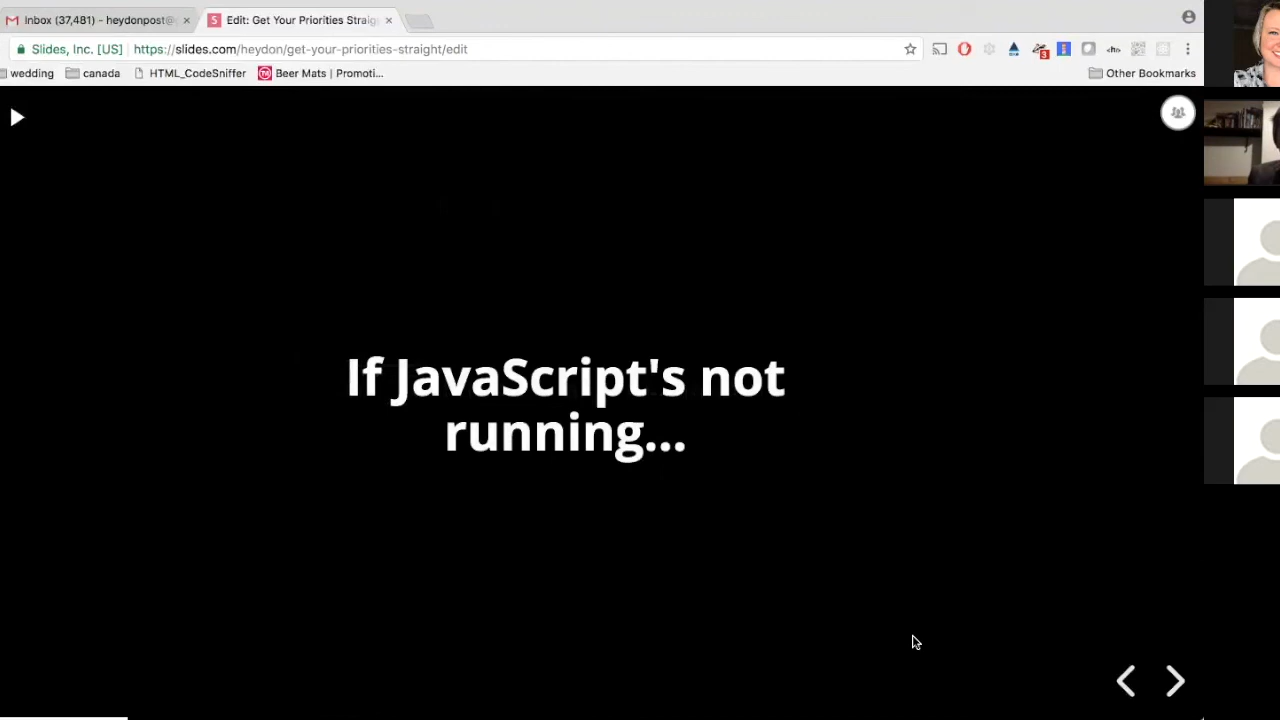 Inbox (37,481) - heydonpost@
Edit: Get Your Priorities Straig
Slides, Inc. [US]
https://slides.com/heydon/get-your-priorities-straight/edit
wedding
canada
HTML_CodeSniffer
Beer Mats | Promoti...
Other Bookmarks
If JavaScript's not
running...